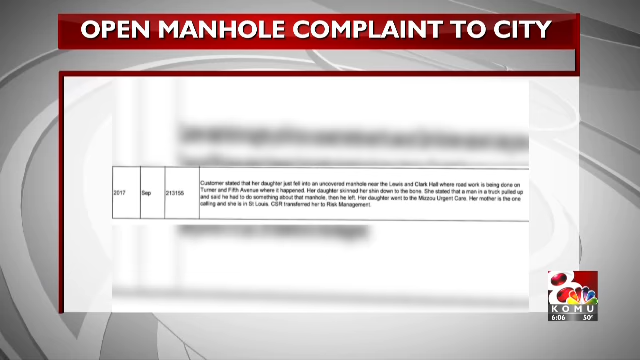 OPEN MANHOLE COMPLAINT TO CITY
2017 Sep 213155 Customer stated that her daughter just fell into an uncovered manhole near the Lewis and Clark Hall where road work is being done on
Turner and Fifth Avenue where it happened. Her daughter skinned her shin down to the bone. She stated that a man in a truck pulled up
and said he had to do something about that manhole, then he left. Her daughter went to the Mizzou Urgent Care. Her mother is the one
calling and she is in St Louis. CSR transferred her to Risk Management.
8
KOMU
6:06 50°